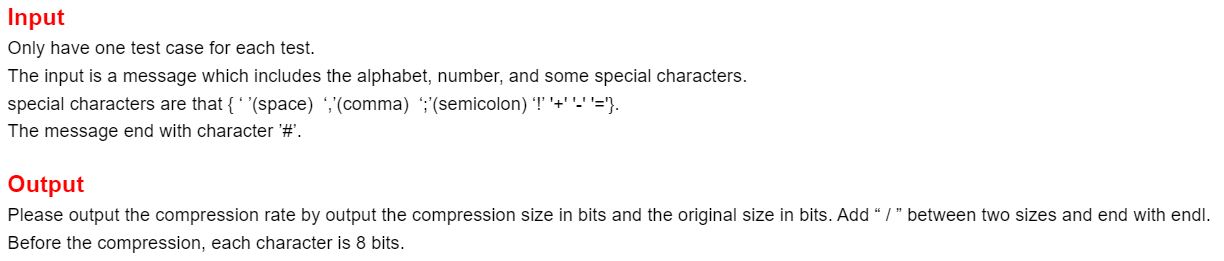 Input
Only have one test case for each test.
The input is a message which includes the alphabet, number, and some special characters.
special characters are that { ‘ ’(space)  ‘,’(comma)  ‘;’(semicolon) ‘!’ '+' '-' '='}.
The message end with character '#’.
Output
Please output the compression rate by output the compression size in bits and the original size in bits. Add “ / ” between two sizes and end with endl.
Before the compression, each character is 8 bits.